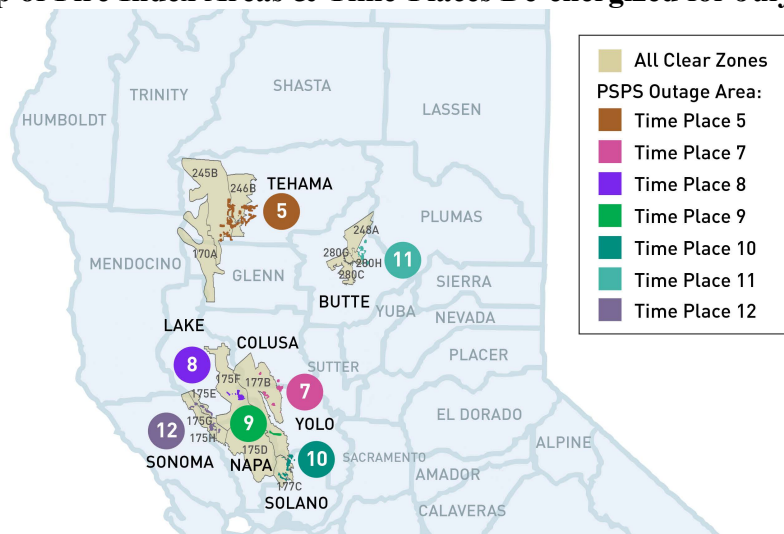 All Clear Zones
PSPS Outage Area:
Time Place 5
Time Place 7
Time Place 8
Time Place 9
Time Place 10
Time Place 11
Time Place 12
SHASTA
TRINITY
LASSEN
HUMBOLDT
245B
246B
TEHAMA
5
PLUMAS
248A
170A
280G
280H
280C
11
MENDOCINO
GLENN
SIERRA
BUTTE
YUBA
NEVADA
LAKE
COLUSA
PLACER
8
SUTTER
175F
177B
7
175E
EL DORADO
175G
9
YOLO
12
175H
ALPINE
175D
SONOMA
NAPA
10
SACRAMENTO
AMADOR
177C
SOLANO
CALAVERAS